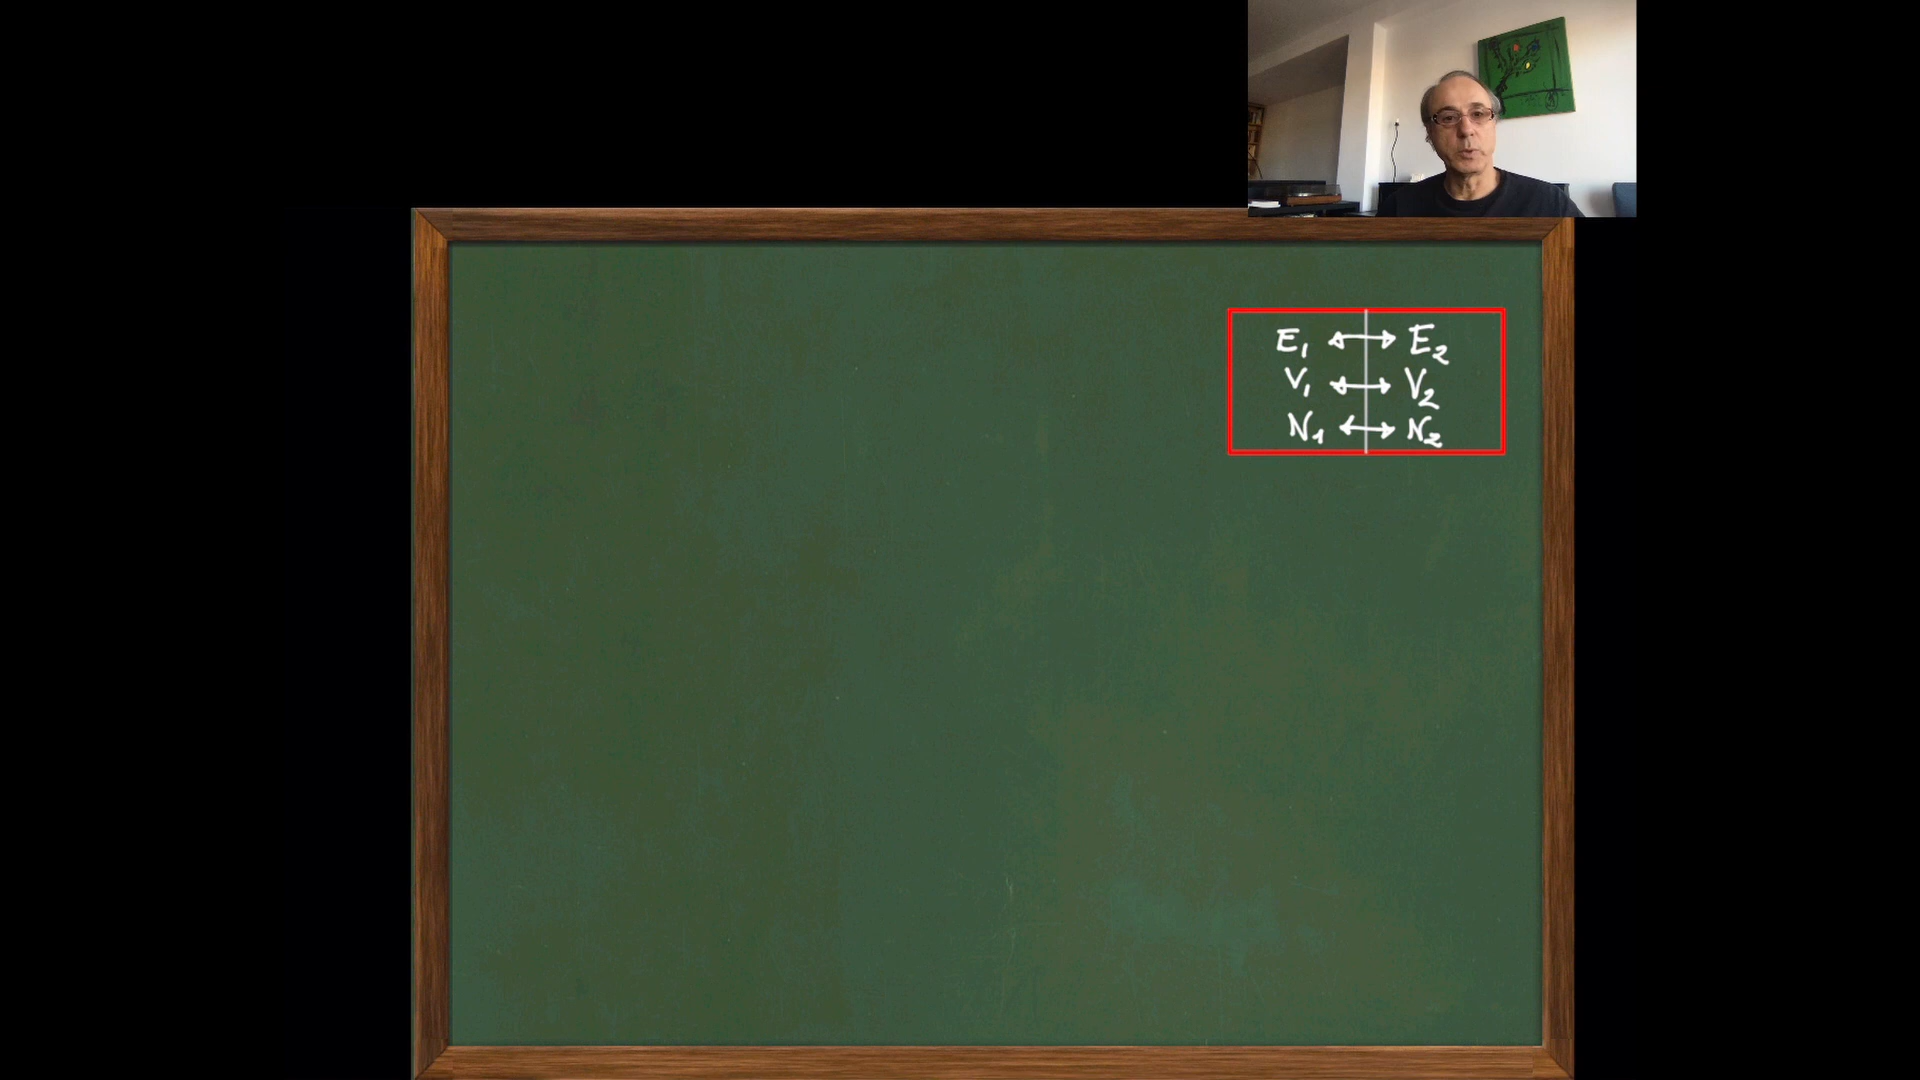 E₁ ↔ E₂
V₁ ↔ V₂
N₁ ↔ N₂